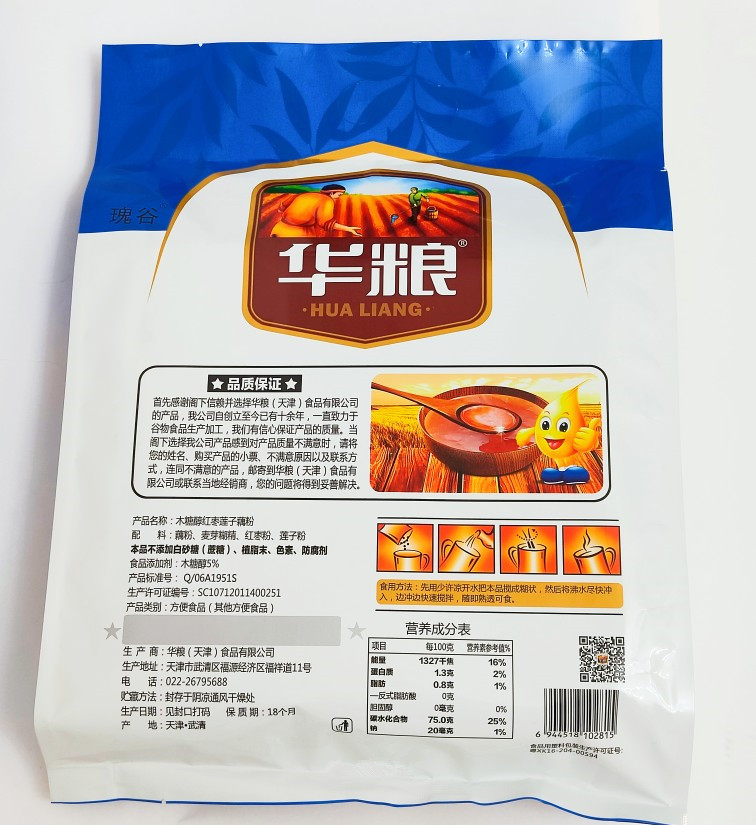 瑰谷
华粮®
·HUA LIANG·
★品质保证★
首先感谢阁下信赖并选择华粮（天津）食品有限公司
的产品，我公司自创立至今已有十余年，一直致力于
谷物食品生产加工，我们有信心保证产品的质量。当
阁下选择我公司产品感到对产品质量不满意时，请将
您的姓名、购买产品的小票、不满意原因以及联系方
式，连同不满意的产品，邮寄到华粮（天津）食品有
限公司或联系当地经销商，您的问题将得到妥善解决。
产品名称：木糖醇红枣莲子藕粉
配 料：藕粉、麦芽糊精、红枣粉、莲子粉
本品不添加白砂糖（蔗糖）、植脂末、色素、防腐剂
食品添加剂：木糖醇5%
产品标准号： Q/06A1951S
生产许可证编号：SC10712011400251
产品类别：方便食品（其他方便食品）
生 产 商：华粮（天津）食品有限公司
生产地址：天津市武清区福源经济区福祥道11号
电 话：022-26795688
贮藏方法：封存于阴凉通风干燥处
生产日期：见封口打码 保 质 期：18个月
产 地：天津•武清
食用方法：先用少许凉开水把本品搅成糊状，然后将沸水尽快冲
入，边冲边快速搅拌，随即熟透可食。
营养成分表
项目 每100克 营养素参考值%
能量 1327千焦 16%
蛋白质 1.3克 2%
脂肪 0.8克 1%
—反式脂肪酸 0克
胆固醇 0毫克 0%
碳水化合物 75.0克 25%
钠 20毫克 1%
6 944518 102815
食品用塑料包装生产许可证号:
粤XK16-204-00594